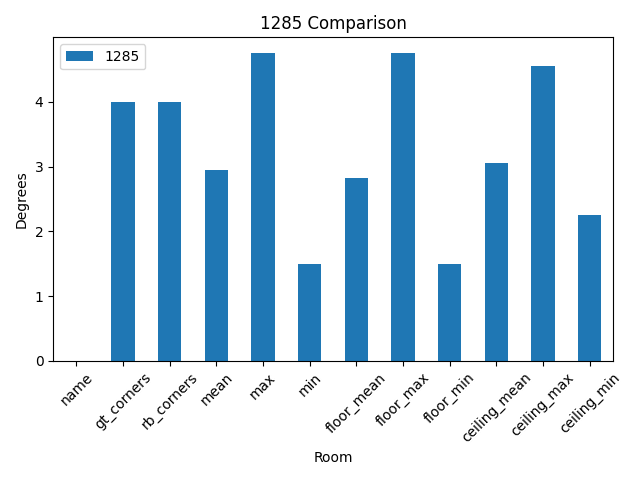 1285 Comparison
1285
Degrees
4
3
2
1
0
name
gt_corners
rb_corners
mean
max
min
floor_mean
floor_max
floor_min
ceiling_mean
ceiling_max
ceiling_min
Room